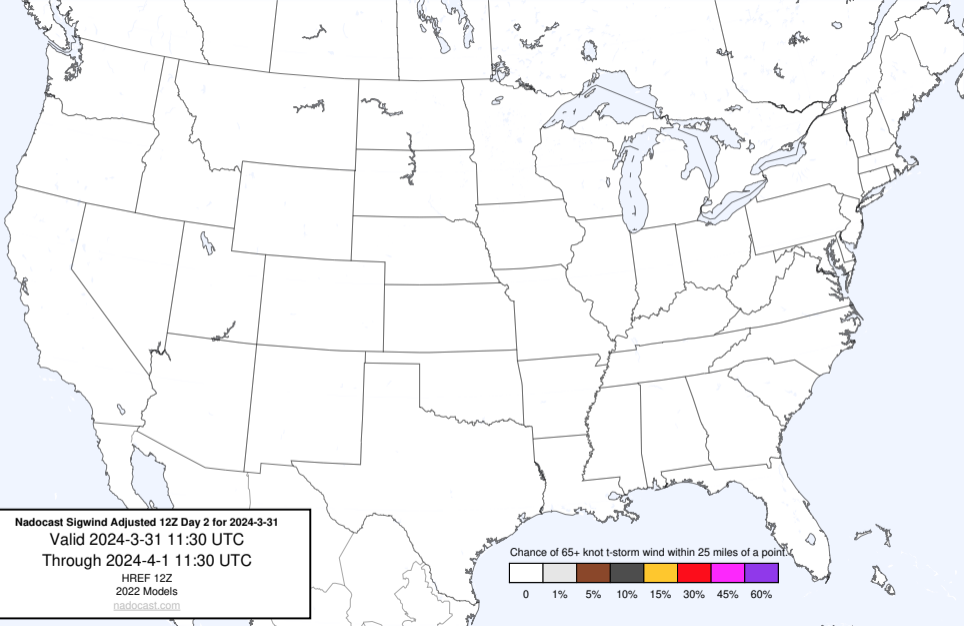 Nadocast Sigwind Adjusted 12Z Day 2 for 2024-3-31
Valid 2024-3-31 11:30 UTC
Through 2024-4-1 11:30 UTC
HREF 12Z
2022 Models
nadocast.com
Chance of 65+ knot t-storm wind within 25 miles of a point.
0 1% 5% 10% 15% 30% 45% 60%